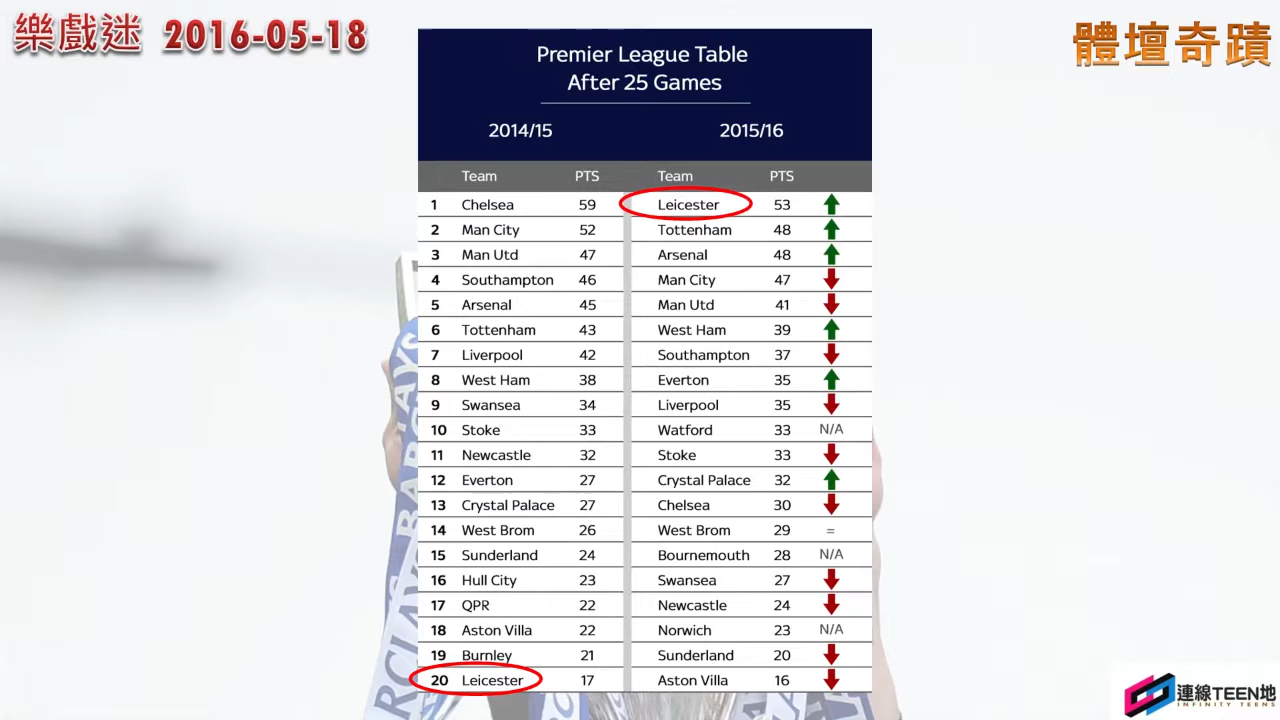 樂戲迷 2016-05-18
體壇奇蹟
Premier League Table
After 25 Games
2014/15 2015/16
Team PTS Team PTS
1 Chelsea 59 Leicester 53
2 Man City 52 Tottenham 48
3 Man Utd 47 Arsenal 48
4 Southampton 46 Man City 47
5 Arsenal 45 Man Utd 41
6 Tottenham 43 West Ham 39
7 Liverpool 42 Southampton 37
8 West Ham 38 Everton 35
9 Swansea 34 Liverpool 35
10 Stoke 33 Watford 33 N/A
11 Newcastle 32 Stoke 33
12 Everton 27 Crystal Palace 32
13 Crystal Palace 27 Chelsea 30
14 West Brom 26 West Brom 29 =
15 Sunderland 24 Bournemouth 28 N/A
16 Hull City 23 Swansea 27
17 QPR 22 Newcastle 24
18 Aston Villa 22 Norwich 23 N/A
19 Burnley 21 Sunderland 20
20 Leicester 17 Aston Villa 16
連線TEEN地
INFINITY TEENS